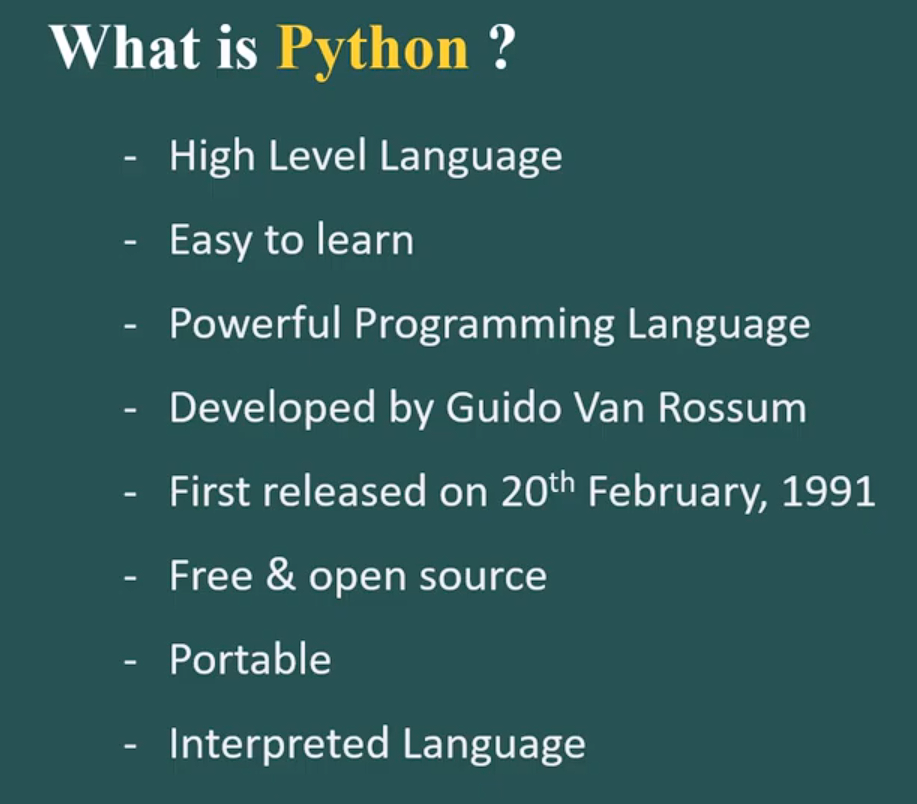 What is Python ?
- High Level Language
- Easy to learn
- Powerful Programming Language
- Developed by Guido Van Rossum
- First released on 20th February, 1991
- Free & open source
- Portable
- Interpreted Language